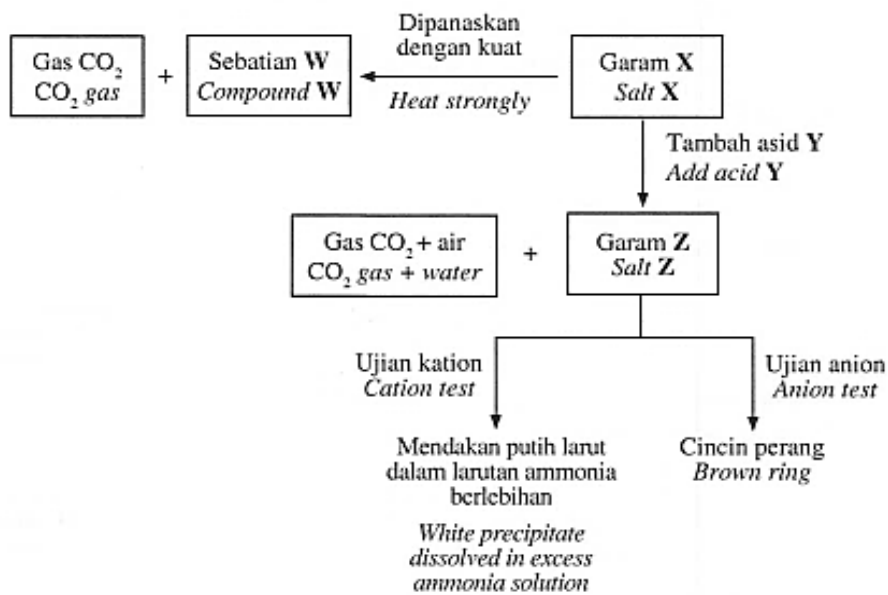 Dipanaskan
dengan kuat
Heat strongly
Gas CO₂
CO₂ gas
+
Sebatian W
Compound W
Garam X
Salt X
Tambah asid Y
Add acid Y
Gas CO₂ + air
CO₂ gas + water
+
Garam Z
Salt Z
Ujian kation
Cation test
Ujian anion
Anion test
Mendakan putih larut
dalam larutan ammonia
berlebihan
White precipitate
dissolved in excess
ammonia solution
Cincin perang
Brown ring